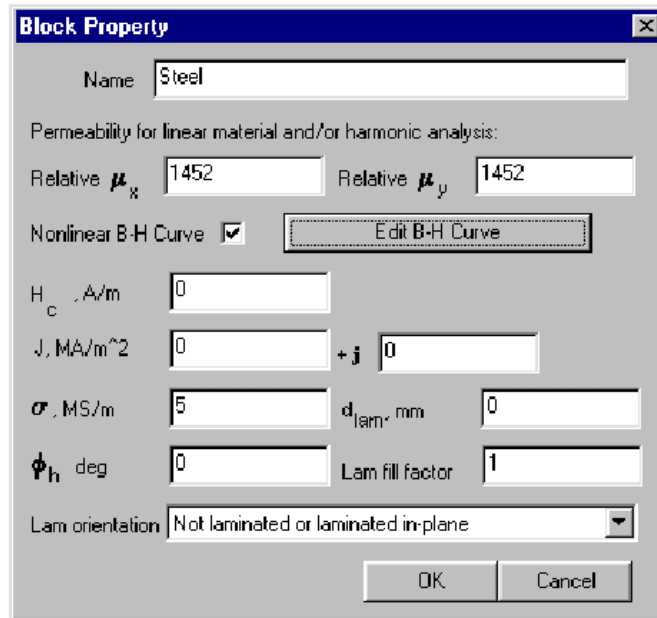 Block Property
Name Steel
Permeability for linear material and/or harmonic analysis:
Relative μx 1452 Relative μy 1452
Nonlinear B-H Curve Edit B-H Curve
Hc , A/m 0
J, MA/m^2 0 + j 0
σ , MS/m 5 dlam, mm 0
ϕh deg 0 Lam fill factor 1
Lam orientation Not laminated or laminated in-plane
OK Cancel